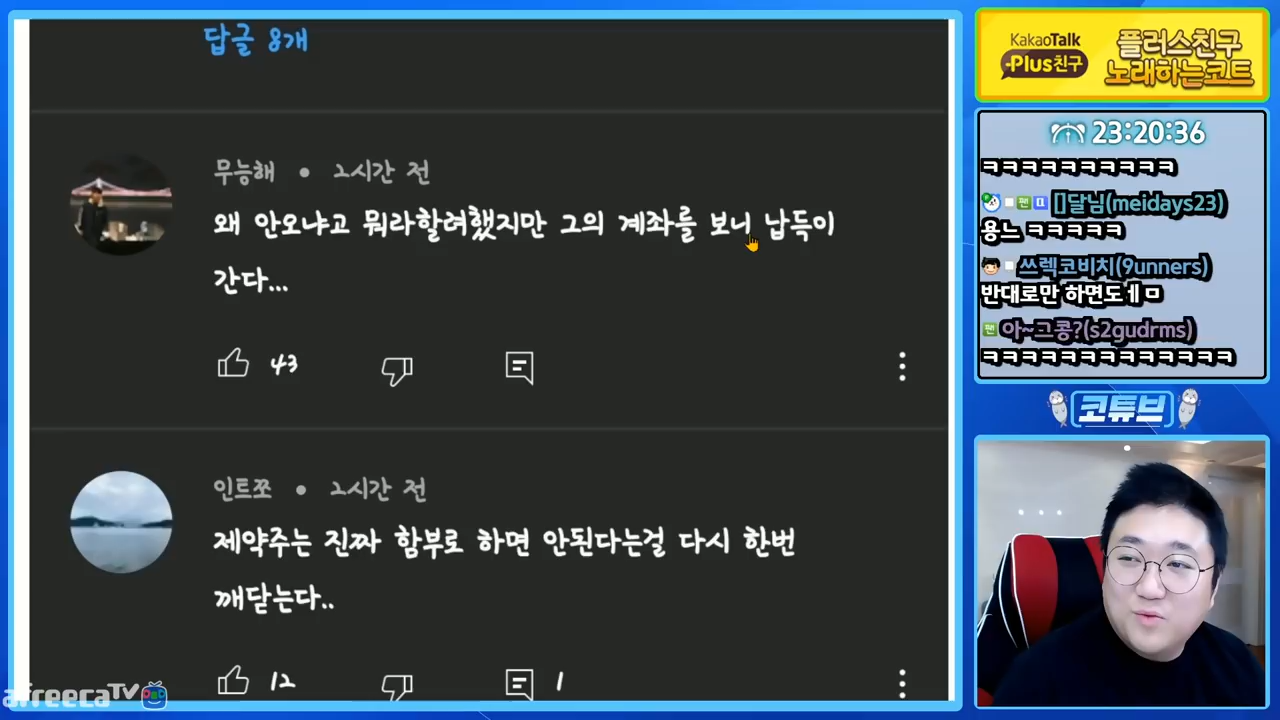 답글 8개
무능해 • 2시간 전
왜 안오냐고 뭐라할려했지만 그의 계좌를 보니 납득이
간다...
43
인트쪼 • 2시간 전
제약주는 진짜 함부로 하면 안된다는걸 다시 한번
깨닫는다..
12
1
afreecaTV
KakaoTalk
Plus친구
플러스친구
노래하는코트
23:20:36
ㅋㅋㅋㅋㅋㅋㅋㅋㅋㅋ
[]달님(meidays23)
용느 ㅋㅋㅋㅋㅋ
쓰렉코비치(9unners)
반대로만 하면도ㅔㅁ
팬 아~그콩?(s2gudrms)
ㅋㅋㅋㅋㅋㅋㅋㅋㅋㅋㅋㅋㅋ
코튜브